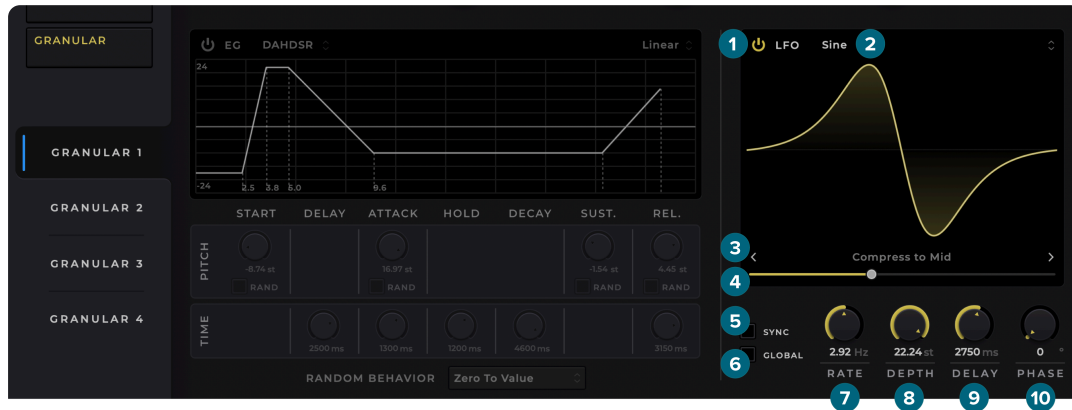 GRANULAR
GRANULAR 1
GRANULAR 2
GRANULAR 3
GRANULAR 4
EG DAHDSR Linear
24
-24 2.5 3.8 5.0 9.6
START DELAY ATTACK HOLD DECAY SUST. REL.
PITCH
-8.74 st 16.97 st -1.54 st 4.45 st
RAND RAND RAND RAND
TIME
2500 ms 1300 ms 1200 ms 4600 ms 3150 ms
RANDOM BEHAVIOR Zero To Value
1 LFO Sine 2
3 Compress to Mid
4
5 SYNC
6 GLOBAL
2.92 Hz 22.24 st 2750 ms 0 °
RATE DEPTH DELAY PHASE
7 8 9 10